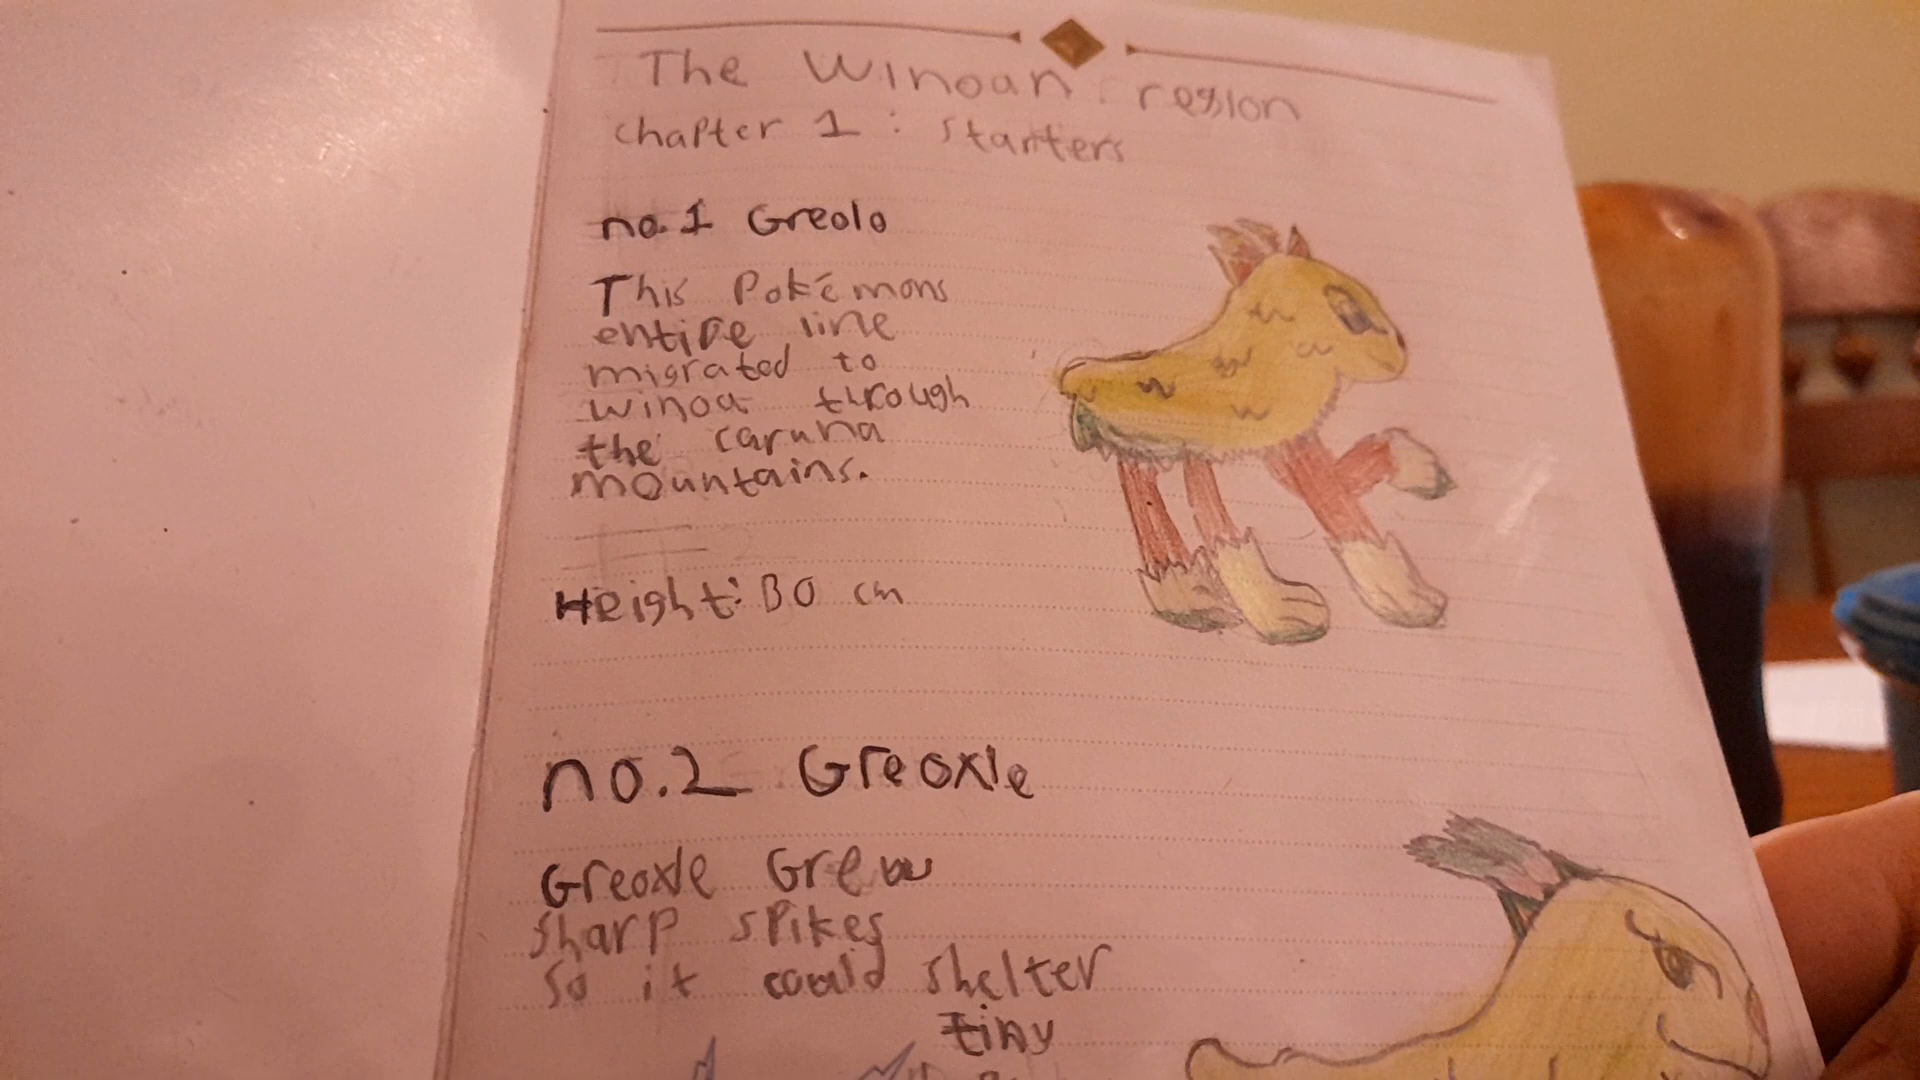 The Winoan region
chapter 1 : starters
no.1 Greolo
This Pokémons
entire line
migrated to
winoa through
the caruna
mountains.
Height: 30 cm
no.2 Greoxle
Greoxle Grew
sharp spikes
so it could shelter
tiny